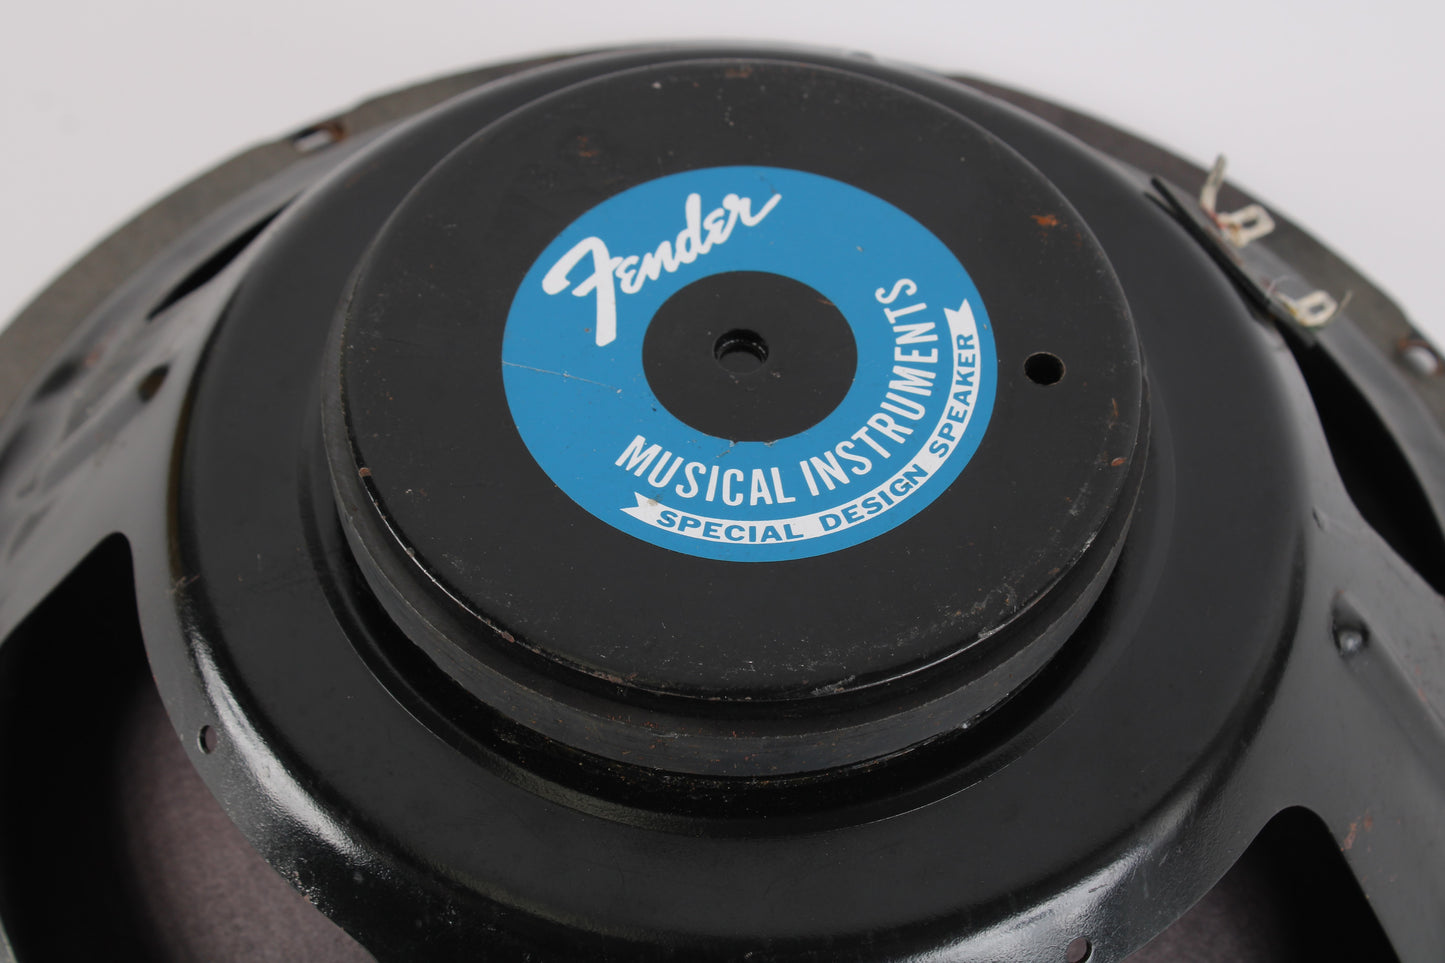 Fender
MUSICAL INSTRUMENTS
SPECIAL DESIGN SPEAKER